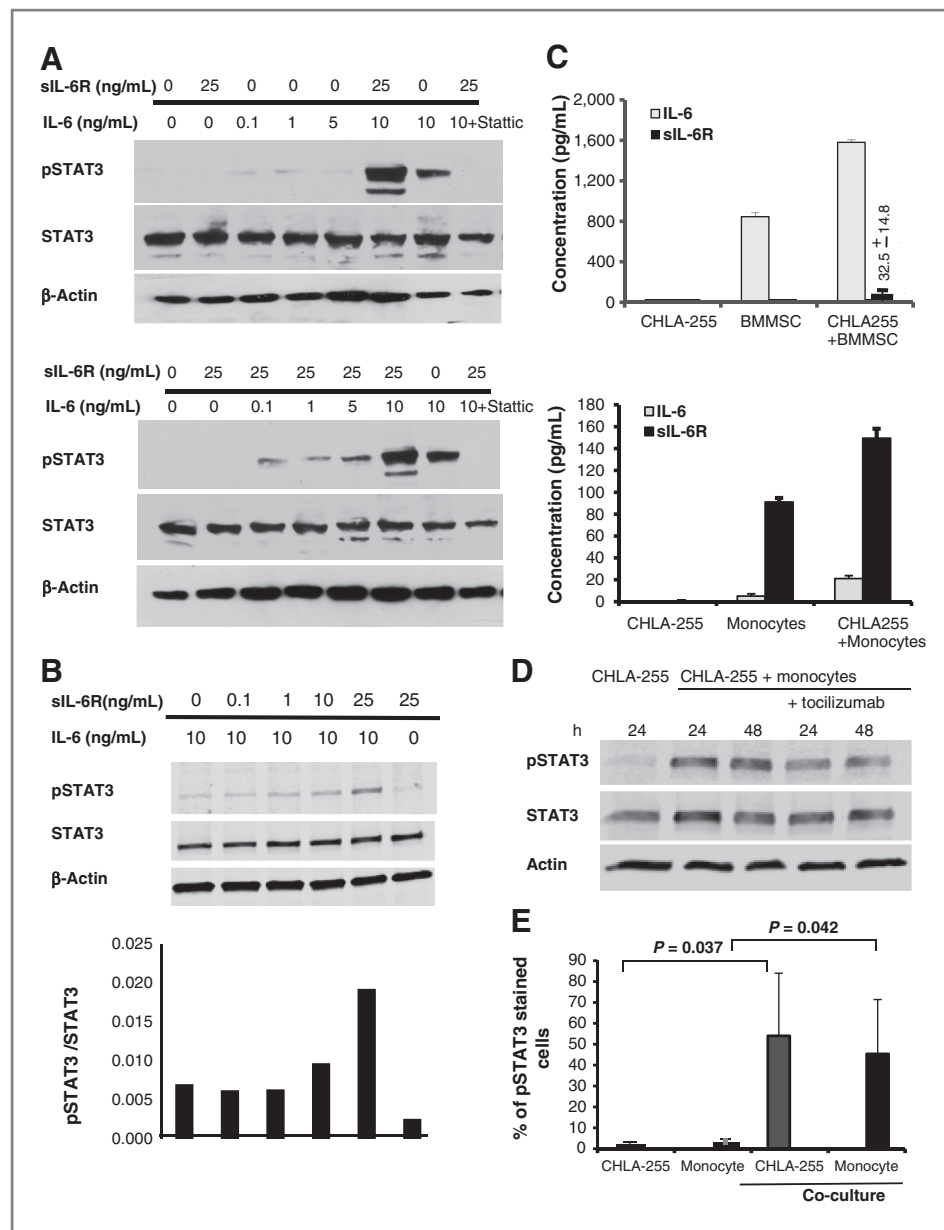 A
sIL-6R (ng/mL) 0 25 0 0 0 25 0 25
IL-6 (ng/mL) 0 0 0.1 1 5 10 10 10+Stattic
pSTAT3
STAT3
β-Actin
sIL-6R (ng/mL) 0 25 25 25 25 25 0 25
IL-6 (ng/mL) 0 0 0.1 1 5 10 10 10+Stattic
pSTAT3
STAT3
β-Actin
B
sIL-6R(ng/mL) 0 0.1 1 10 25 25
IL-6 (ng/mL) 10 10 10 10 10 0
pSTAT3
STAT3
β-Actin
pSTAT3 /STAT3
0.025
0.020
0.015
0.010
0.005
0.000
C
Concentration (pg/mL)
2,000
1,600
1,200
800
400
0
IL-6
sIL-6R
32.5 ± 14.8
CHLA-255 BMMSC CHLA255
+BMMSC
Concentration (pg/mL)
180
160
140
120
100
80
60
40
20
0
IL-6
sIL-6R
CHLA-255 Monocytes CHLA255
+Monocytes
D
CHLA-255 CHLA-255 + monocytes
+ tocilizumab
h 24 24 48 24 48
pSTAT3
STAT3
Actin
E
P = 0.042
P = 0.037
% of pSTAT3 stained
cells
90
80
70
60
50
40
30
20
10
0
CHLA-255 Monocyte CHLA-255 Monocyte
Co-culture